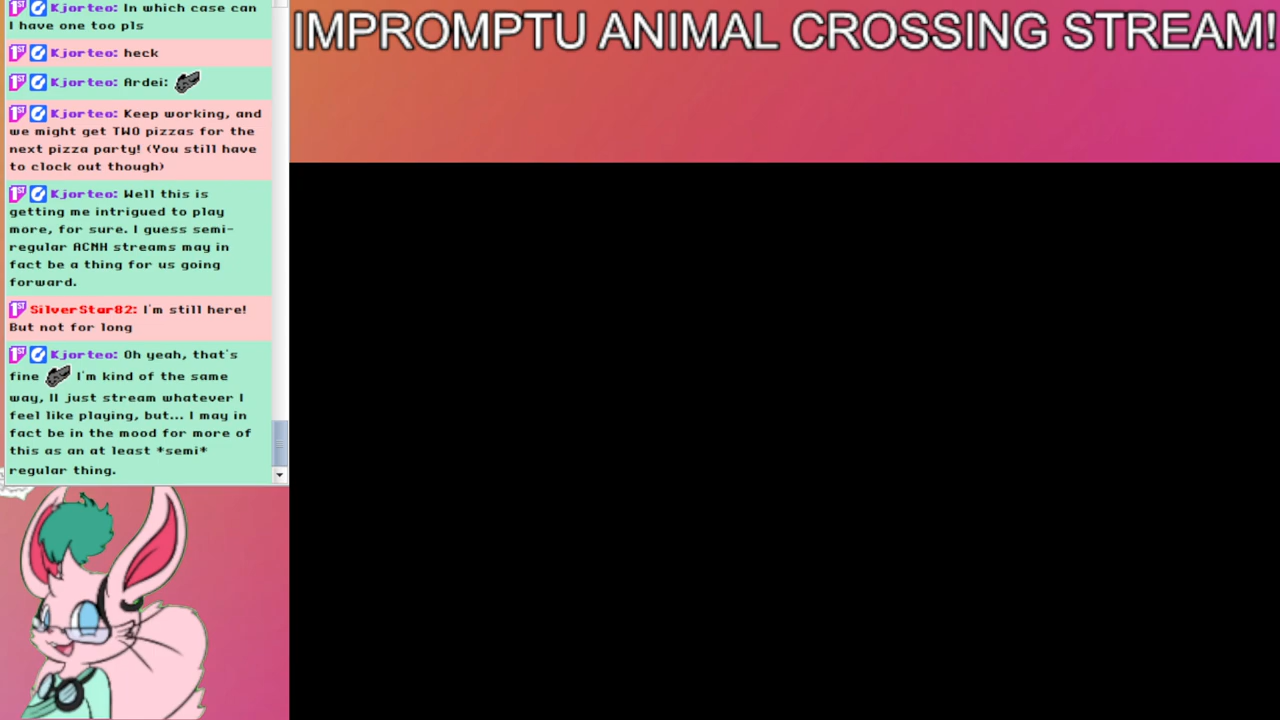 Kjorteo: In which case can
I have one too pls
Kjorteo: heck
Kjorteo: Ardei:
Kjorteo: Keep working, and
we might get TWO pizzas for the
next pizza party! (You still have
to clock out though)
Kjorteo: Well this is
getting me intrigued to play
more, for sure. I guess semi-
regular ACNH streams may in
fact be a thing for us going
forward.
SilverStar82: I'm still here!
But not for long
Kjorteo: Oh yeah, that's
fine I'm kind of the same
way, II just stream whatever I
feel like playing, but... I may in
fact be in the mood for more of
this as an at least *semi*
regular thing.
IMPROMPTU ANIMAL CROSSING STREAM!